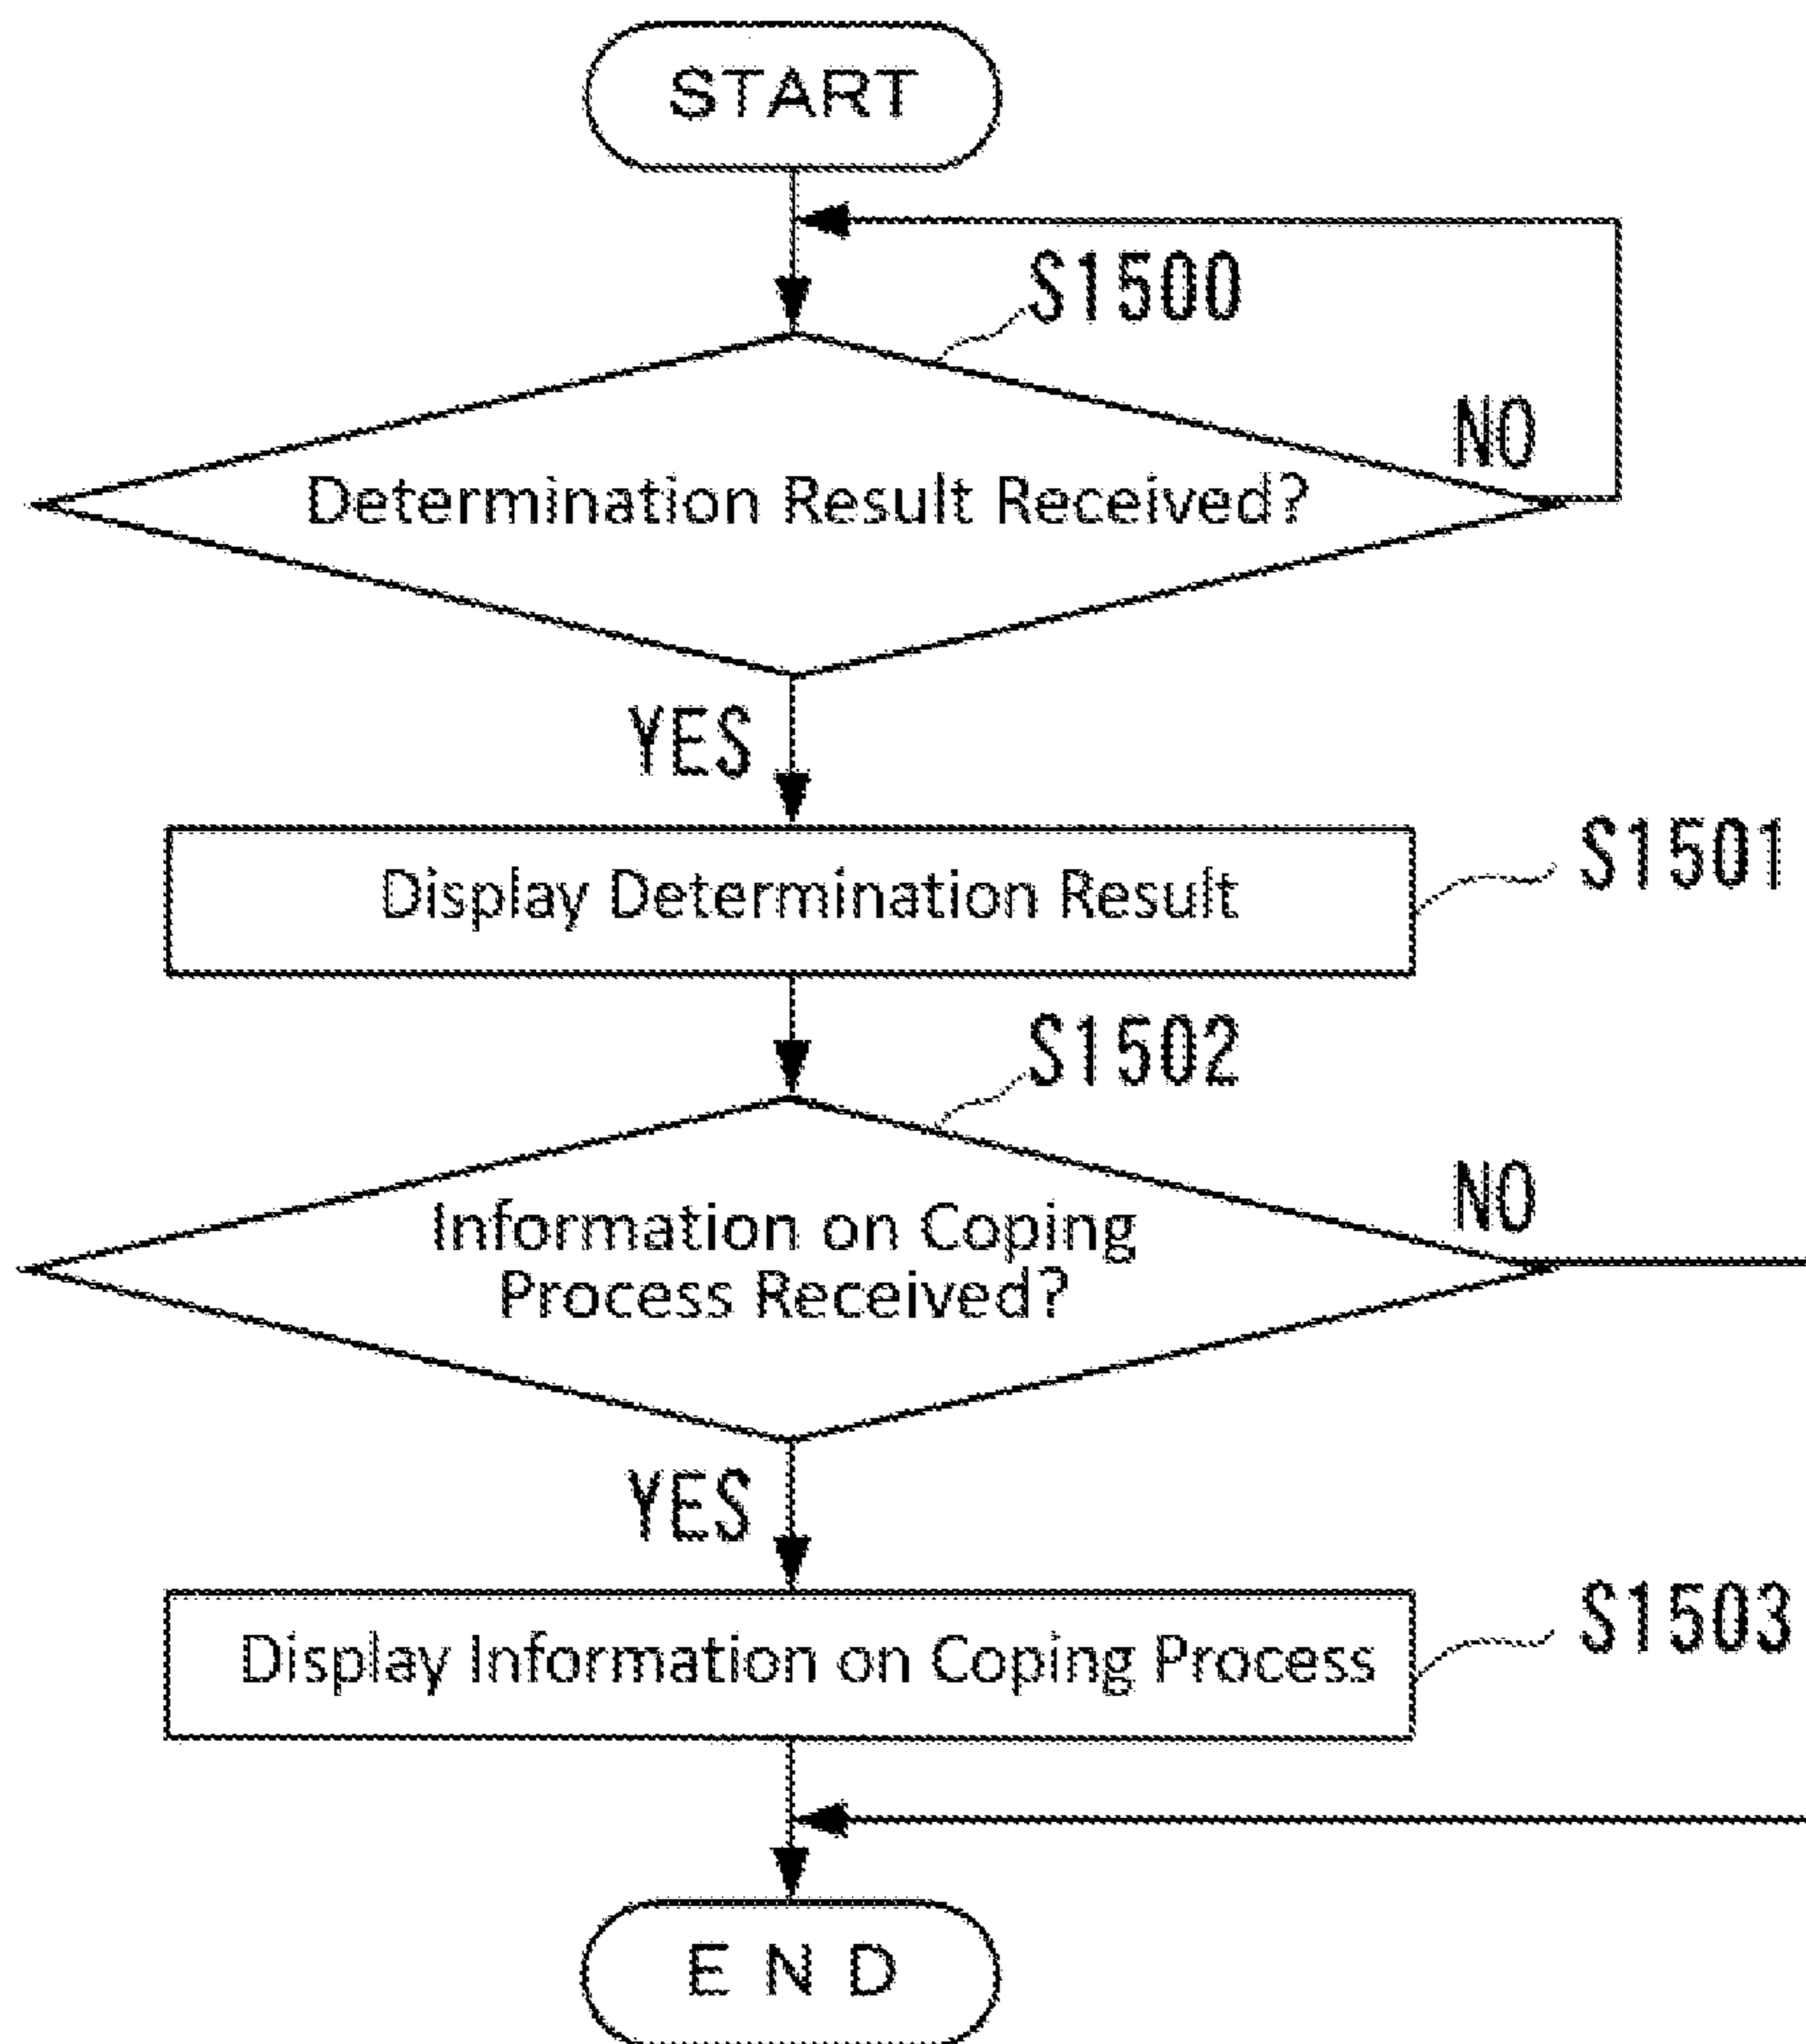 START
S1500
NO
Determination Result Received?
YES
Display Determination Result
S1501
S1502
NO
Information on Coping
Process Received?
YES
Display Information on Coping Process
S1503
END